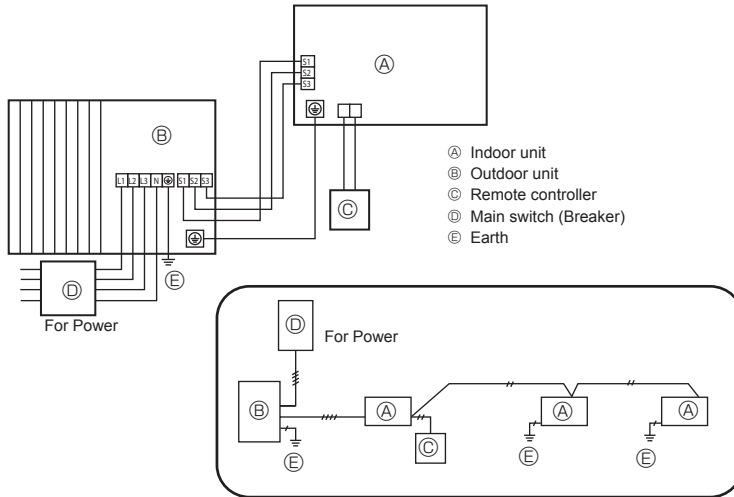 S1
S2
S3
Ⓐ
Ⓑ
L1 L2 L3 N S1 S2 S3
Ⓐ Indoor unit
Ⓑ Outdoor unit
Ⓒ Remote controller
Ⓓ Main switch (Breaker)
Ⓔ Earth
Ⓒ
Ⓔ
Ⓓ
For Power
Ⓓ For Power
Ⓑ Ⓐ Ⓐ Ⓐ
Ⓒ
Ⓔ Ⓔ Ⓔ